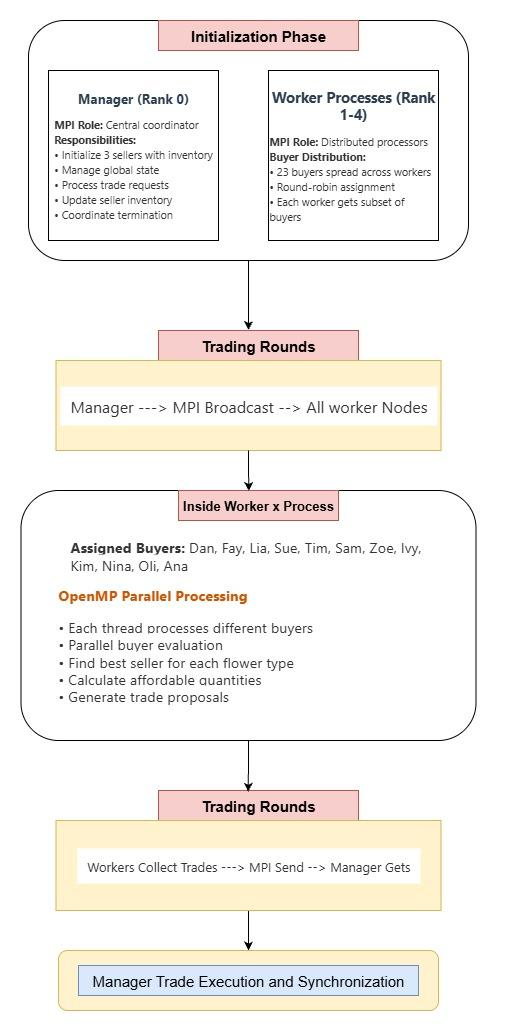 Initialization Phase
Manager (Rank 0)
MPI Role: Central coordinator
Responsibilities:
• Initialize 3 sellers with inventory
• Manage global state
• Process trade requests
• Update seller inventory
• Coordinate termination
Worker Processes (Rank
1-4)
MPI Role: Distributed processors
Buyer Distribution:
• 23 buyers spread across workers
• Round-robin assignment
• Each worker gets subset of
buyers
Trading Rounds
Manager ---> MPI Broadcast --> All worker Nodes
Inside Worker x Process
Assigned Buyers: Dan, Fay, Lia, Sue, Tim, Sam, Zoe, Ivy,
Kim, Nina, Oli, Ana
OpenMP Parallel Processing
• Each thread processes different buyers
• Parallel buyer evaluation
• Find best seller for each flower type
• Calculate affordable quantities
• Generate trade proposals
Trading Rounds
Workers Collect Trades ---> MPI Send --> Manager Gets
Manager Trade Execution and Synchronization